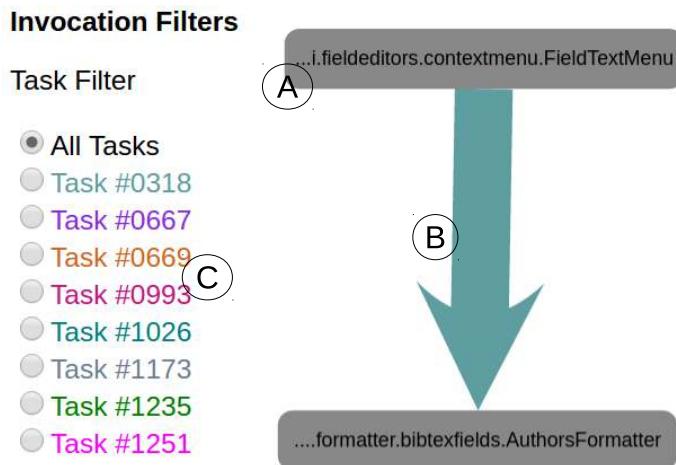 Invocation Filters
Task Filter
All Tasks
Task #0318
Task #0667
Task #0669
Task #0993
Task #1026
Task #1173
Task #1235
Task #1251
...i.fieldeditors.contextmenu.FieldTextMenu
A
B
C
....formatter.bibtexfields.AuthorsFormatter